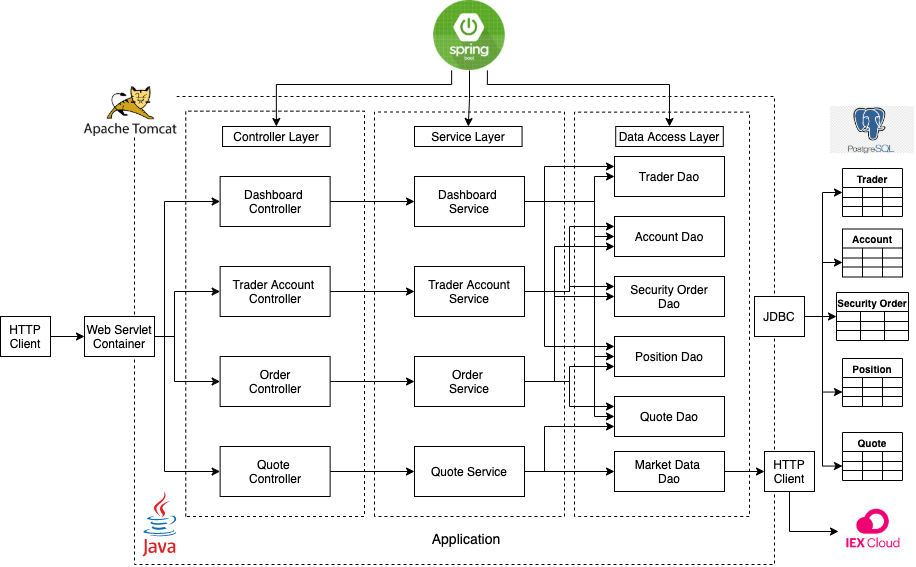 spring
boot
Apache Tomcat
Controller Layer
Service Layer
Data Access Layer
PostgreSQL
Dashboard
Controller
Dashboard
Service
Trader Dao
Trader
Account Dao
Account
Trader Account
Controller
Trader Account
Service
Security Order
Dao
Security Order
HTTP
Client
Web Servlet
Container
JDBC
Position Dao
Position
Order
Controller
Order
Service
Quote Dao
Quote
Quote
Controller
Quote Service
Market Data
Dao
HTTP
Client
Java
Application
IEX Cloud